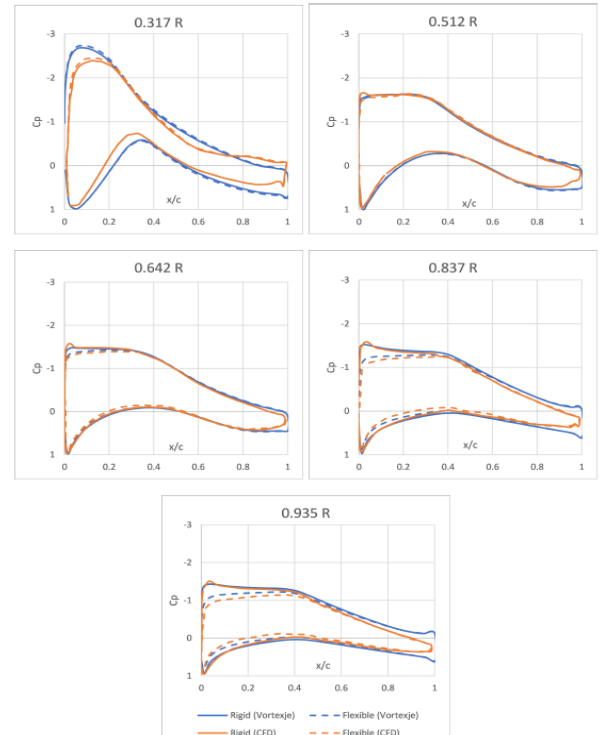 0.317 R
-3
-2
-1
0
1
Cp
x/c
0 0.2 0.4 0.6 0.8 1
0.512 R
-3
-2
-1
0
1
Cp
x/c
0 0.2 0.4 0.6 0.8 1
0.642 R
-3
-2
-1
0
1
Cp
x/c
0 0.2 0.4 0.6 0.8 1
0.837 R
-3
-2
-1
0
1
Cp
x/c
0 0.2 0.4 0.6 0.8 1
0.935 R
-3
-2
-1
0
1
Cp
x/c
0 0.2 0.4 0.6 0.8 1
Rigid (Vortexje) Flexible (Vortexje)
Rigid (CFD) Flexible (CFD)